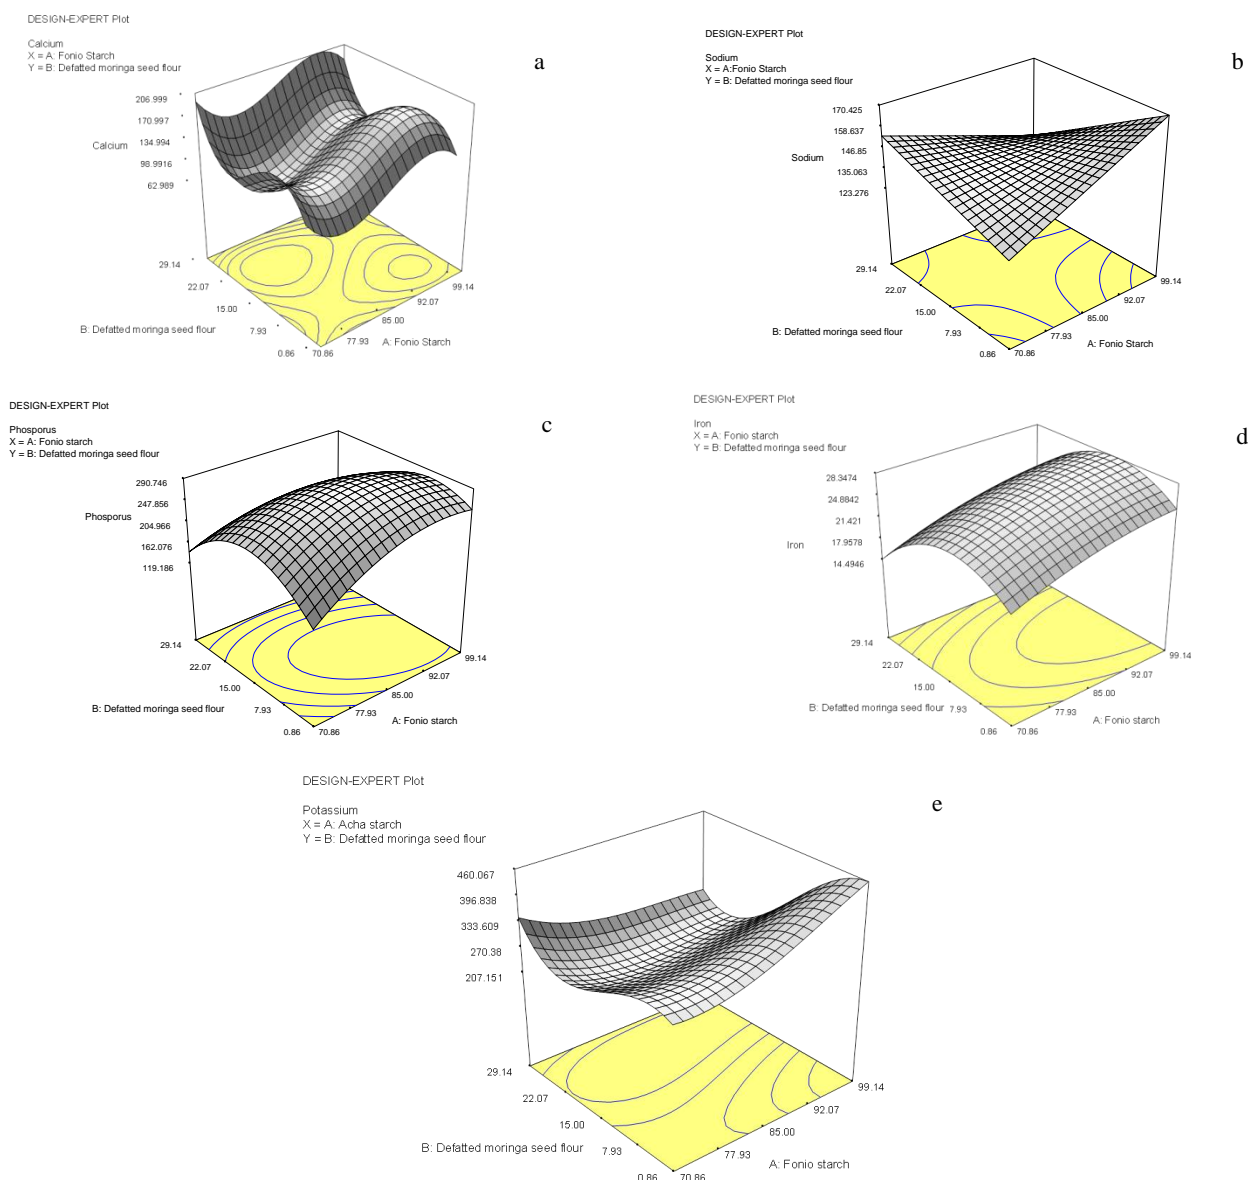 DESIGN-EXPERT Plot
Calcium
X = A: Fonio Starch
Y = B: Defatted moringa seed flour
a
206.999
170.997
134.994
98.9916
62.989
Calcium
29.14
22.07
15.00
7.93
0.86
B: Defatted moringa seed flour
70.86
77.93
85.00
92.07
99.14
A: Fonio Starch
DESIGN-EXPERT Plot
Sodium
X = A:Fonio Starch
Y = B: Defatted moringa seed flour
b
170.425
158.637
146.85
135.063
123.276
Sodium
29.14
22.07
15.00
7.93
0.86
B: Defatted moringa seed flour
70.86
77.93
85.00
92.07
99.14
A: Fonio Starch
DESIGN-EXPERT Plot
Phosporus
X = A: Fonio starch
Y = B: Defatted moringa seed flour
c
290.746
247.856
204.966
162.076
119.186
Phosporus
29.14
22.07
15.00
7.93
0.86
B: Defatted moringa seed flour
70.86
77.93
85.00
92.07
99.14
A: Fonio starch
DESIGN-EXPERT Plot
Iron
X = A: Fonio starch
Y = B: Defatted moringa seed flour
d
28.3474
24.8842
21.421
17.9578
14.4946
Iron
29.14
22.07
15.00
7.93
0.86
B: Defatted moringa seed flour
70.86
77.93
85.00
92.07
99.14
A: Fonio starch
DESIGN-EXPERT Plot
Potassium
X = A: Acha starch
Y = B: Defatted moringa seed flour
e
460.067
396.838
333.609
270.38
207.151
29.14
22.07
15.00
7.93
0.86
B: Defatted moringa seed flour
70.86
77.93
85.00
92.07
99.14
A: Fonio starch